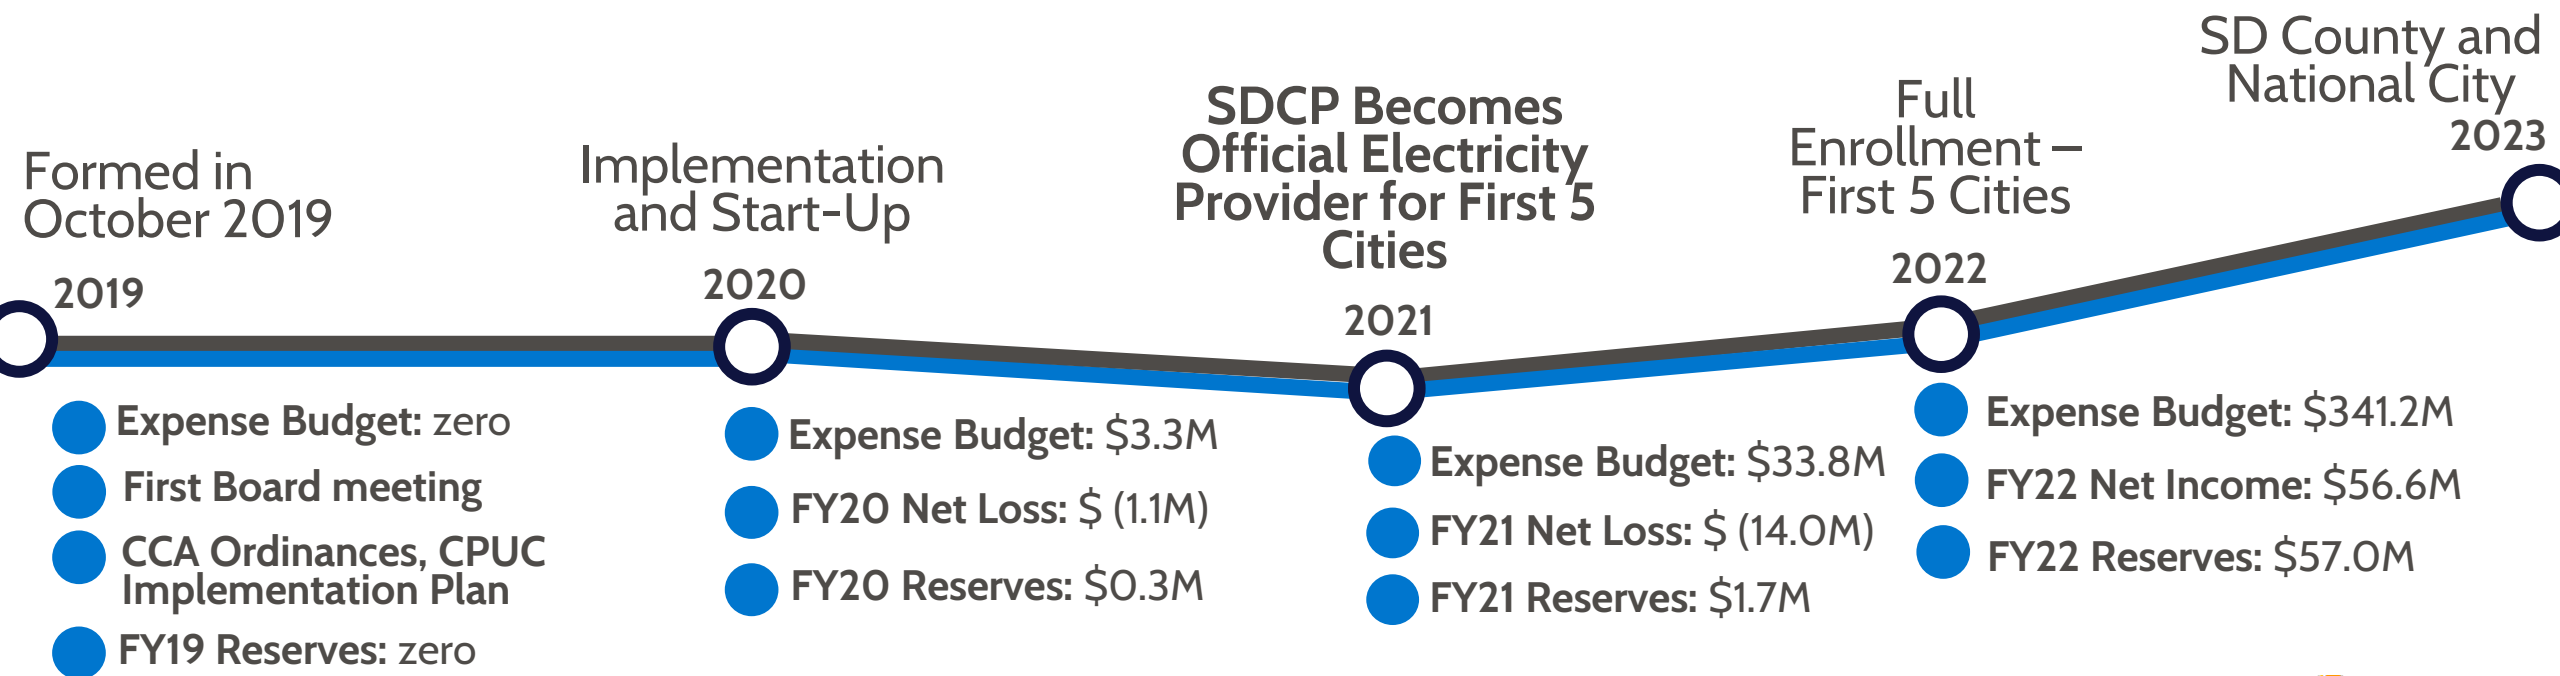 Formed in
October 2019
2019
Expense Budget: zero
First Board meeting
CCA Ordinances, CPUC
Implementation Plan
FY19 Reserves: zero
Implementation
and Start-Up
2020
Expense Budget: $3.3M
FY20 Net Loss: $ (1.1M)
FY20 Reserves: $0.3M
SDCP Becomes
Official Electricity
Provider for First 5
Cities
2021
Expense Budget: $33.8M
FY21 Net Loss: $ (14.0M)
FY21 Reserves: $1.7M
Full
Enrollment –
First 5 Cities
2022
Expense Budget: $341.2M
FY22 Net Income: $56.6M
FY22 Reserves: $57.0M
SD County and
National City
2023